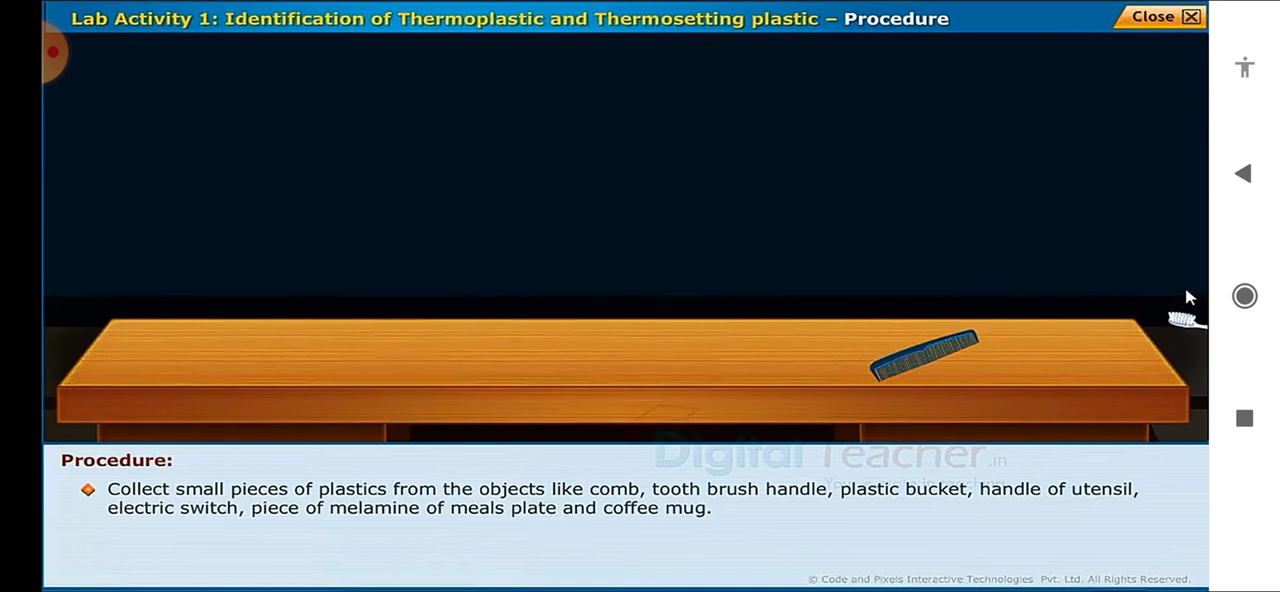 Lab Activity 1: Identification of Thermoplastic and Thermosetting plastic – Procedure
Close
Digital Teacher.in
Procedure:
Collect small pieces of plastics from the objects like comb, tooth brush handle, plastic bucket, handle of utensil,
electric switch, piece of melamine of meals plate and coffee mug.
© Code and Pixels Interactive Technologies Pvt. Ltd. All Rights Reserved.